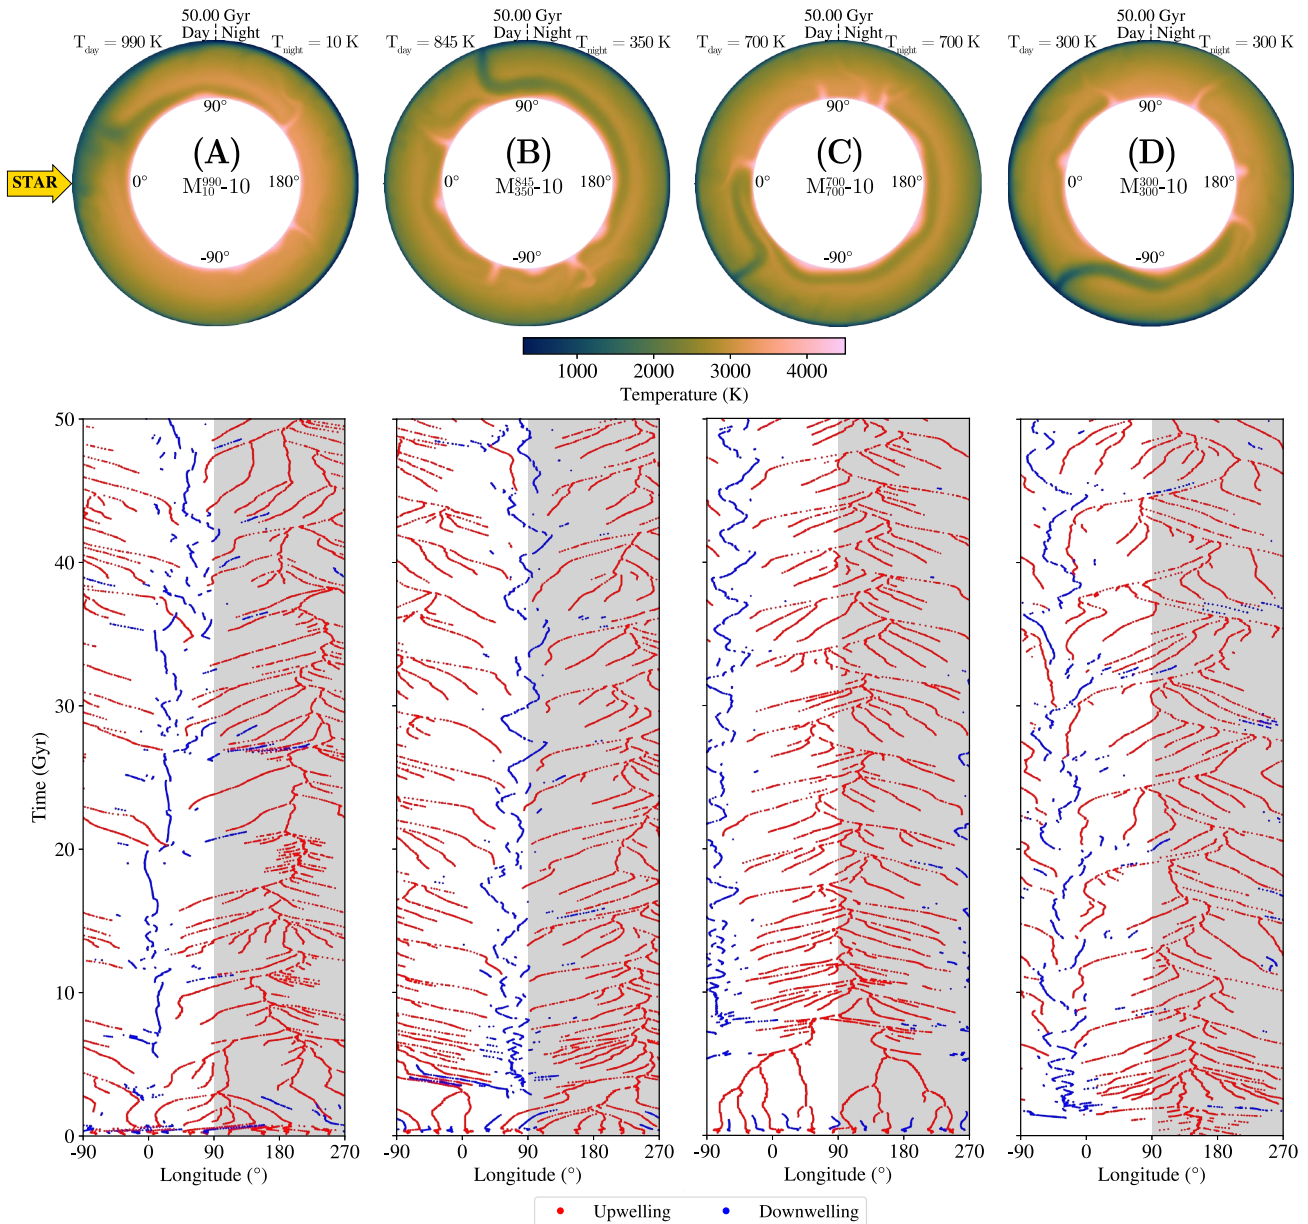 50.00 Gyr
Day Night
T_day = 990 K
T_night = 10 K
90°
(A)
0°
M^990_10-10
180°
-90°
STAR
50.00 Gyr
Day Night
T_day = 845 K
T_night = 350 K
90°
(B)
0°
M^845_350-10
180°
-90°
50.00 Gyr
Day Night
T_day = 700 K
T_night = 700 K
90°
(C)
0°
M^700_700-10
180°
-90°
50.00 Gyr
Day Night
T_day = 300 K
T_night = 300 K
90°
(D)
0°
M^300_300-10
180°
-90°
1000 2000 3000 4000
Temperature (K)
Time (Gyr)
50
40
30
20
10
0
-90 0 90 180 270
Longitude (°)
-90 0 90 180 270
Longitude (°)
-90 0 90 180 270
Longitude (°)
-90 0 90 180 270
Longitude (°)
Upwelling Downwelling